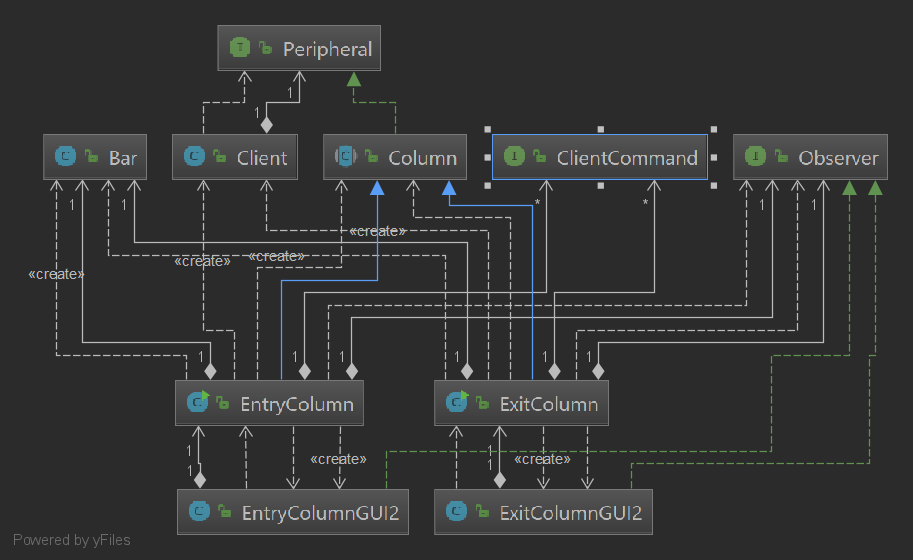 Peripheral
1
1
Bar
Client
Column
ClientCommand
Observer
1
1
*
*
1
1
«create»
«create»
«create»
«create»
1
1
1
1
1
1
EntryColumn
ExitColumn
1
1
«create»
«create»
1
1
EntryColumnGUI2
ExitColumnGUI2
Powered by yFiles